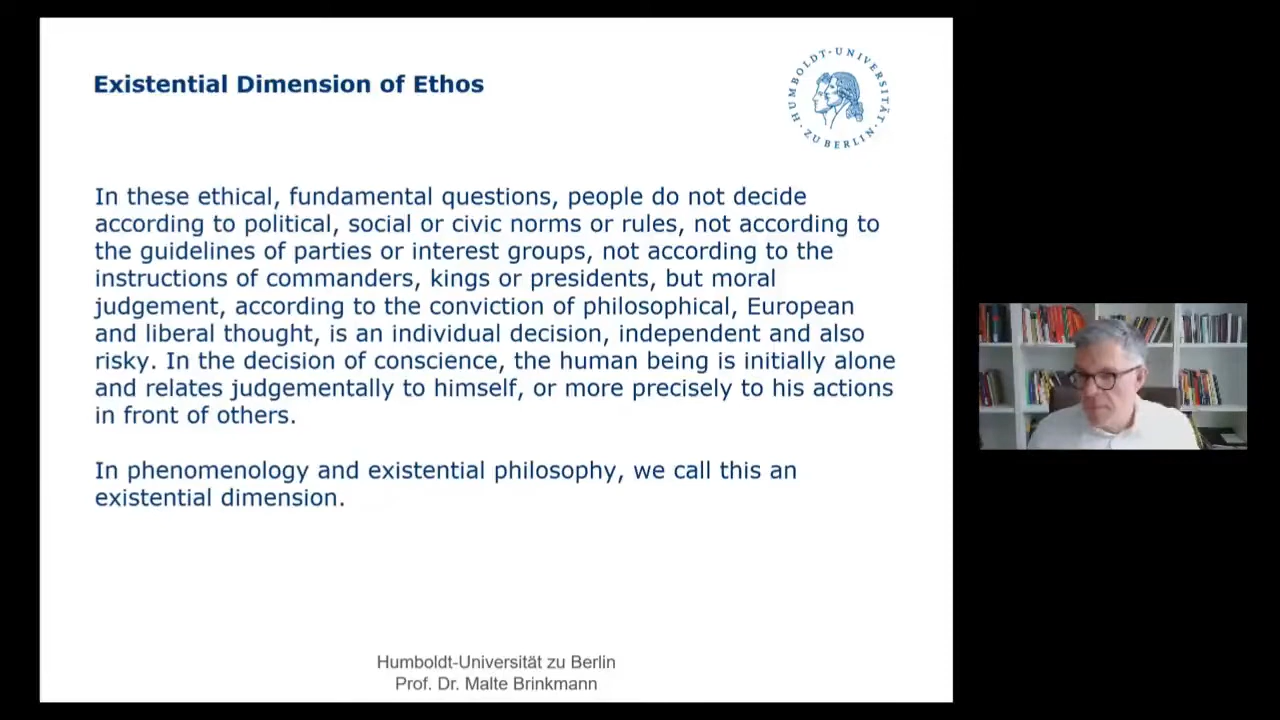 Existential Dimension of Ethos
HUMBOLDT-UNIVERSITÄT ZU BERLIN
In these ethical, fundamental questions, people do not decide
according to political, social or civic norms or rules, not according to
the guidelines of parties or interest groups, not according to the
instructions of commanders, kings or presidents, but moral
judgement, according to the conviction of philosophical, European
and liberal thought, is an individual decision, independent and also
risky. In the decision of conscience, the human being is initially alone
and relates judgementally to himself, or more precisely to his actions
in front of others.
In phenomenology and existential philosophy, we call this an
existential dimension.
Humboldt-Universität zu Berlin
Prof. Dr. Malte Brinkmann